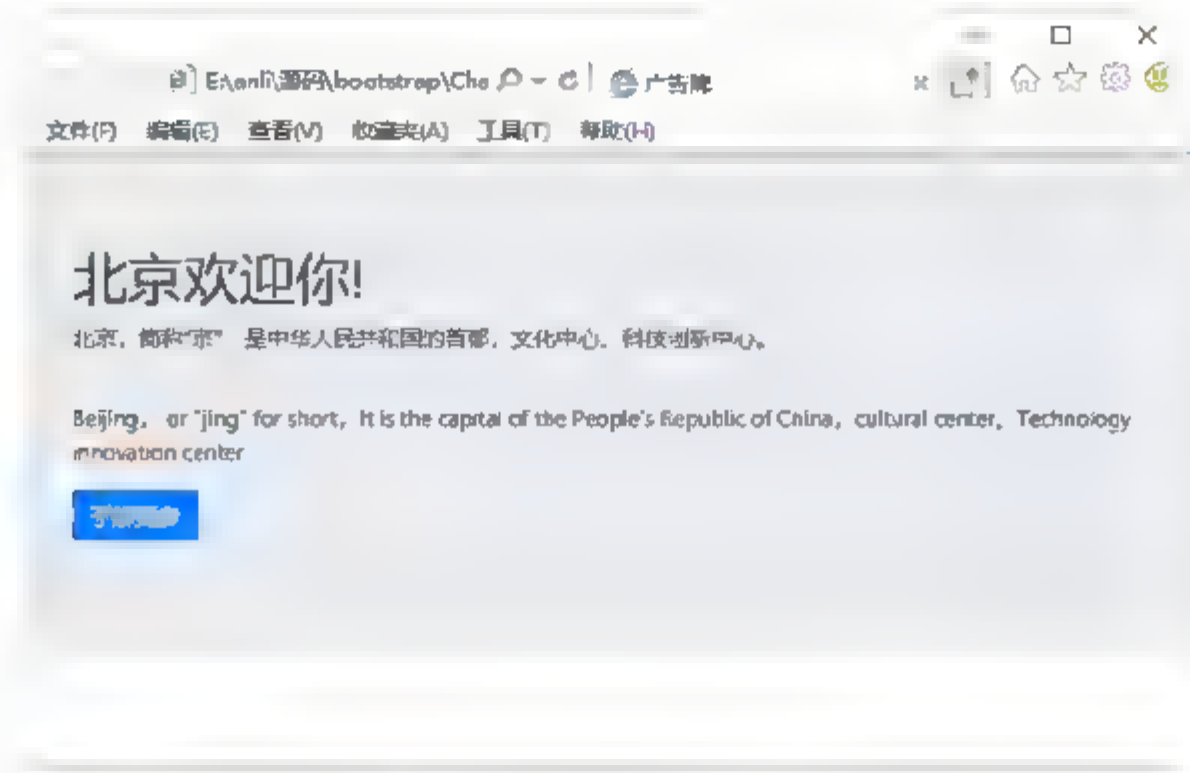 E:\anli\源码\bootstrap\Cha 广告牌
文件(F) 编辑(E) 查看(V) 收藏夹(A) 工具(T) 帮助(H)
北京欢迎你!
北京，简称“京” 是中华人民共和国的首都，文化中心，科技创新中心。
Beijing， or "jing" for short，It is the capital of the People's Republic of China，cultural center，Technology
innovation center